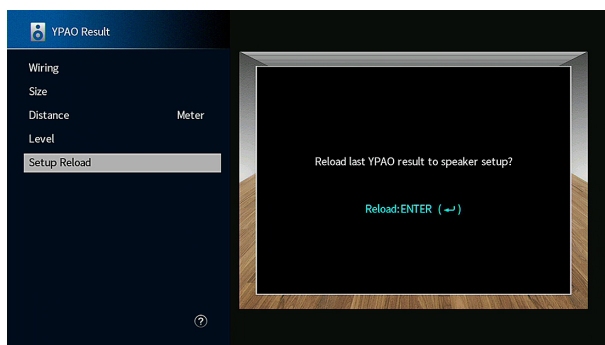 YPAO Result
Wiring
Size
Distance Meter
Level
Setup Reload
Reload last YPAO result to speaker setup?
Reload:ENTER (↵)
?